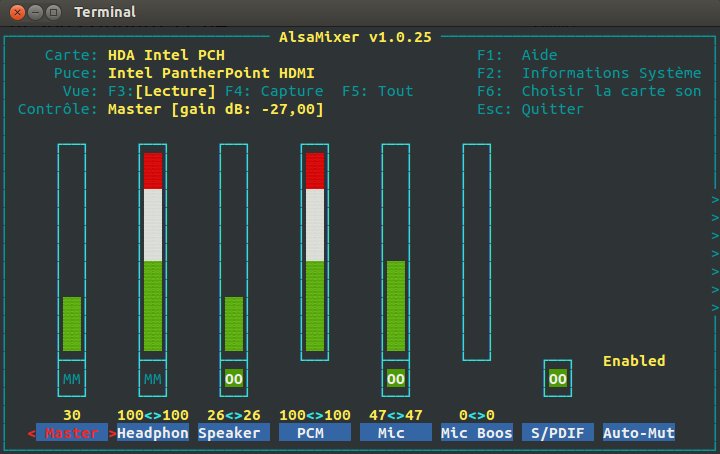 Terminal
AlsaMixer v1.0.25
Carte: HDA Intel PCH F1: Aide
Puce: Intel PantherPoint HDMI F2: Informations Système
Vue: F3:[Lecture] F4: Capture F5: Tout F6: Choisir la carte son
Contrôle: Master [gain dB: -27,00] Esc: Quitter
>
>
>
>
>
>
Enabled
MM MM OO OO OO
30 100<>100 26<>26 100<>100 47<>47 0<>0
< Master >Headphon Speaker PCM Mic Mic Boos S/PDIF Auto-Mut